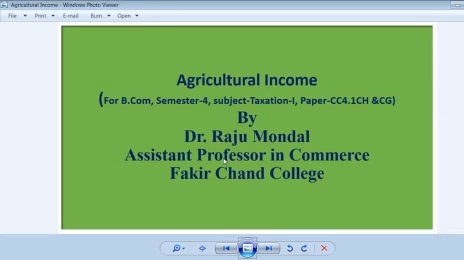 Agricultural Income - Windows Photo Viewer
File Print E-mail Burn Open
Agricultural Income
(For B.Com, Semester-4, subject-Taxation-I, Paper-CC4.1CH &CG)
By
Dr. Raju Mondal
Assistant Professor in Commerce
Fakir Chand College